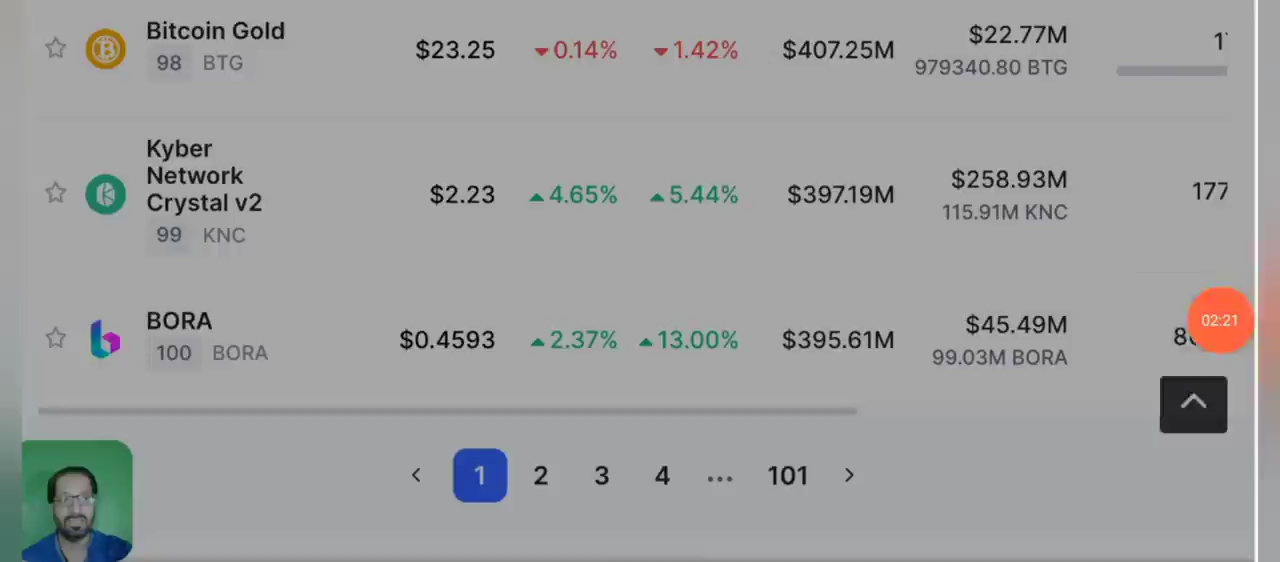 Bitcoin Gold
98 BTG
$23.25
0.14%
1.42%
$407.25M
$22.77M
979340.80 BTG
Kyber
Network
Crystal v2
99 KNC
$2.23
4.65%
5.44%
$397.19M
$258.93M
115.91M KNC
177
BORA
100 BORA
$0.4593
2.37%
13.00%
$395.61M
$45.49M
99.03M BORA
02:21
1 2 3 4 ... 101